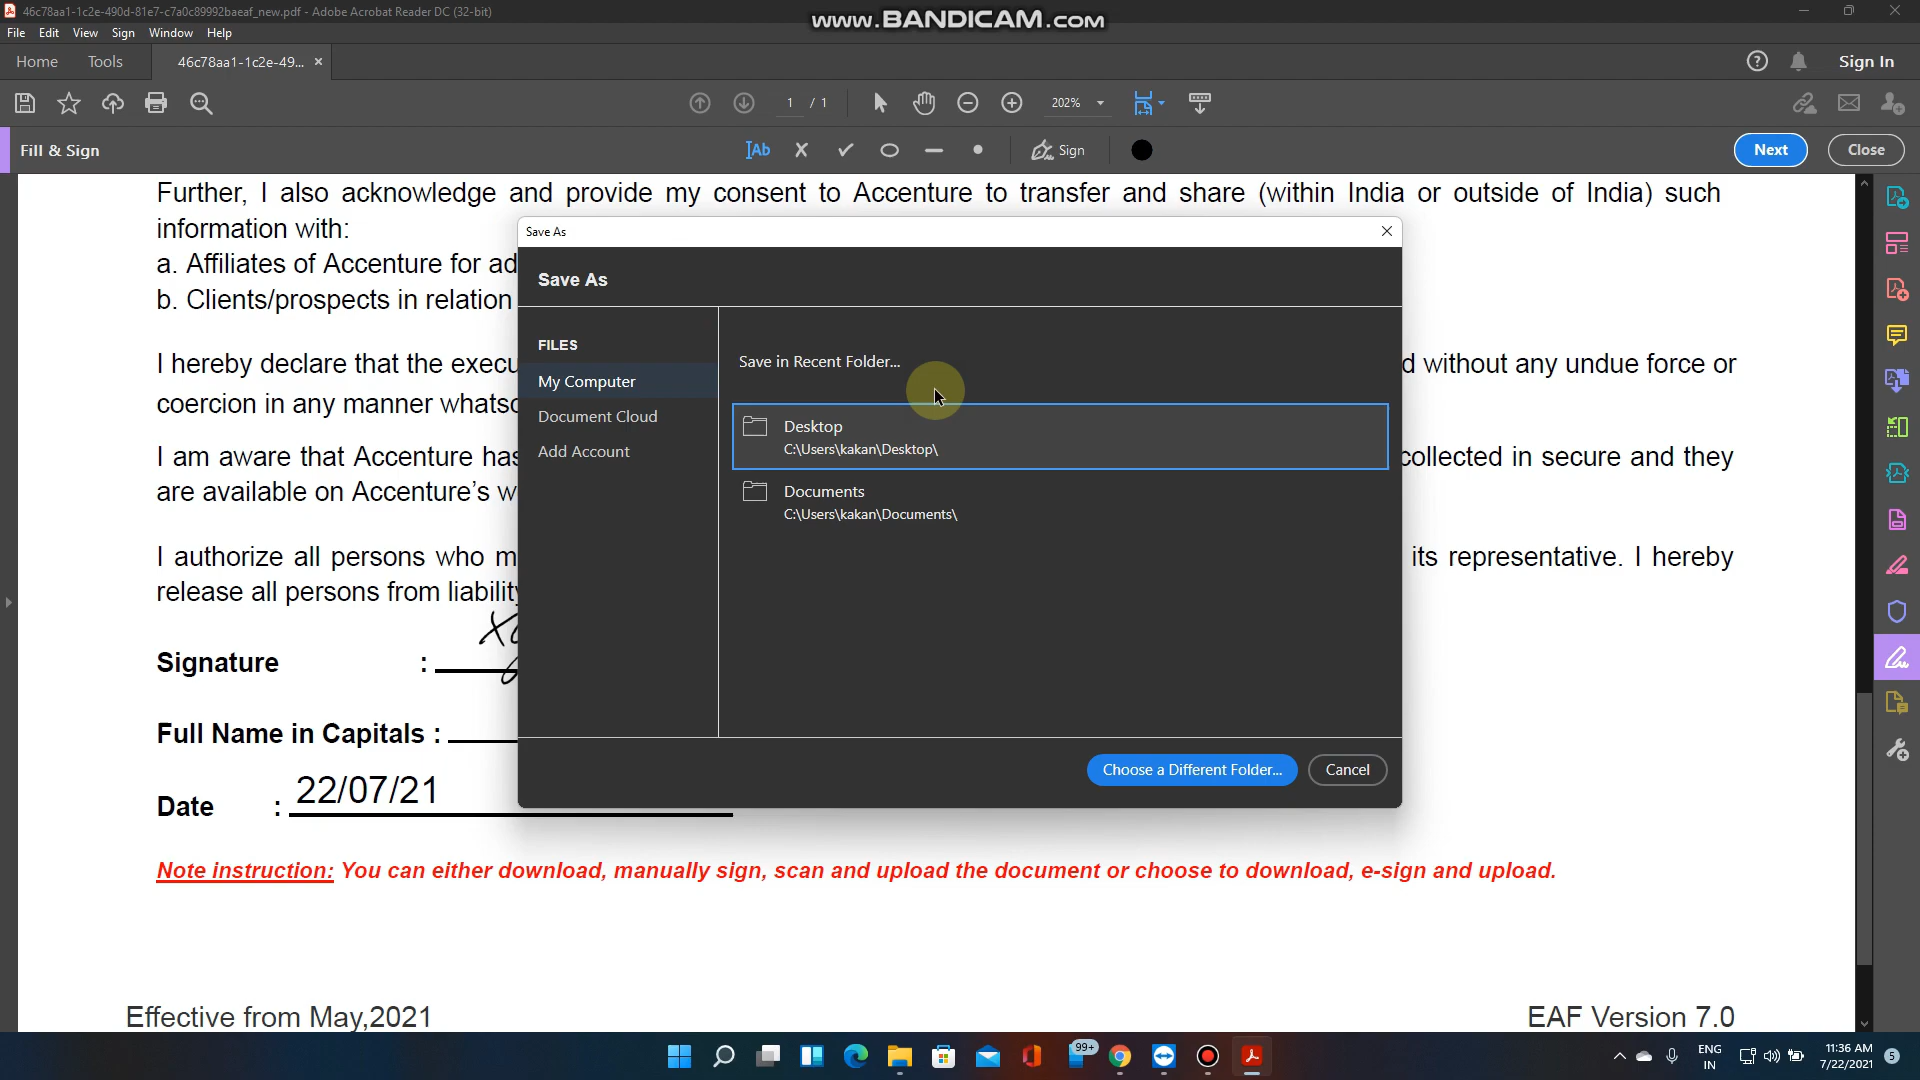 46c78aa1-1c2e-490d-81e7-c7a0c89992baeaf_new.pdf - Adobe Acrobat Reader DC (32-bit)
www.BANDICAM.com
File Edit View Sign Window Help
Home Tools 46c78aa1-1c2e-49... × Sign In
1 / 1 202%
Fill & Sign Ab Sign Next Close
Further, I also acknowledge and provide my consent to Accenture to transfer and share (within India or outside of India) such
information with:
a. Affiliates of Accenture for ad
b. Clients/prospects in relation
I hereby declare that the execu d without any undue force or
coercion in any manner whatso
I am aware that Accenture has collected in secure and they
are available on Accenture's w
I authorize all persons who m its representative. I hereby
release all persons from liability
Signature :
Full Name in Capitals :
Date : 22/07/21
Note instruction: You can either download, manually sign, scan and upload the document or choose to download, e-sign and upload.
Effective from May,2021 EAF Version 7.0
Save As
Save As
FILES
My Computer
Document Cloud
Add Account
Save in Recent Folder...
Desktop
C:\Users\kakan\Desktop\
Documents
C:\Users\kakan\Documents\
Choose a Different Folder... Cancel
99+
ENG
IN
11:36 AM
7/22/2021
5